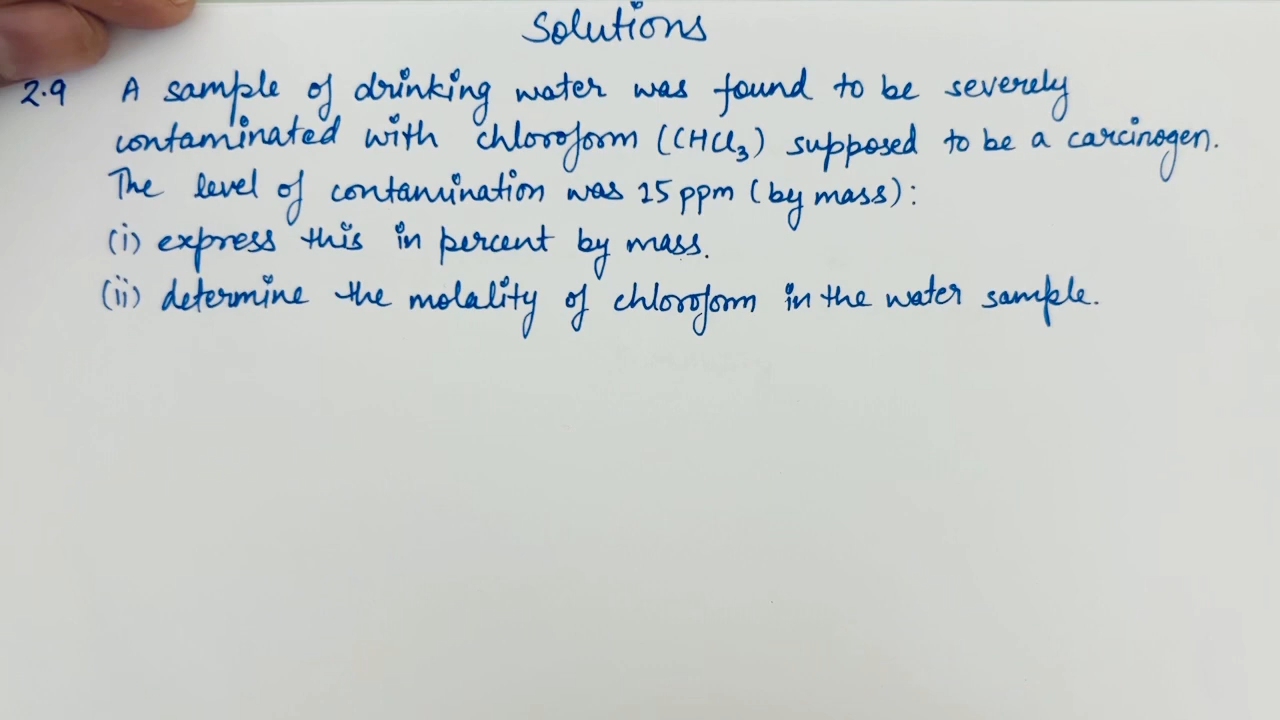 Solutions
2.9 A sample of drinking water was found to be severely
contaminated with chloroform (CHCl₃) supposed to be a carcinogen.
The level of contamination was 15 ppm (by mass):
(i) express this in percent by mass.
(ii) determine the molality of chloroform in the water sample.